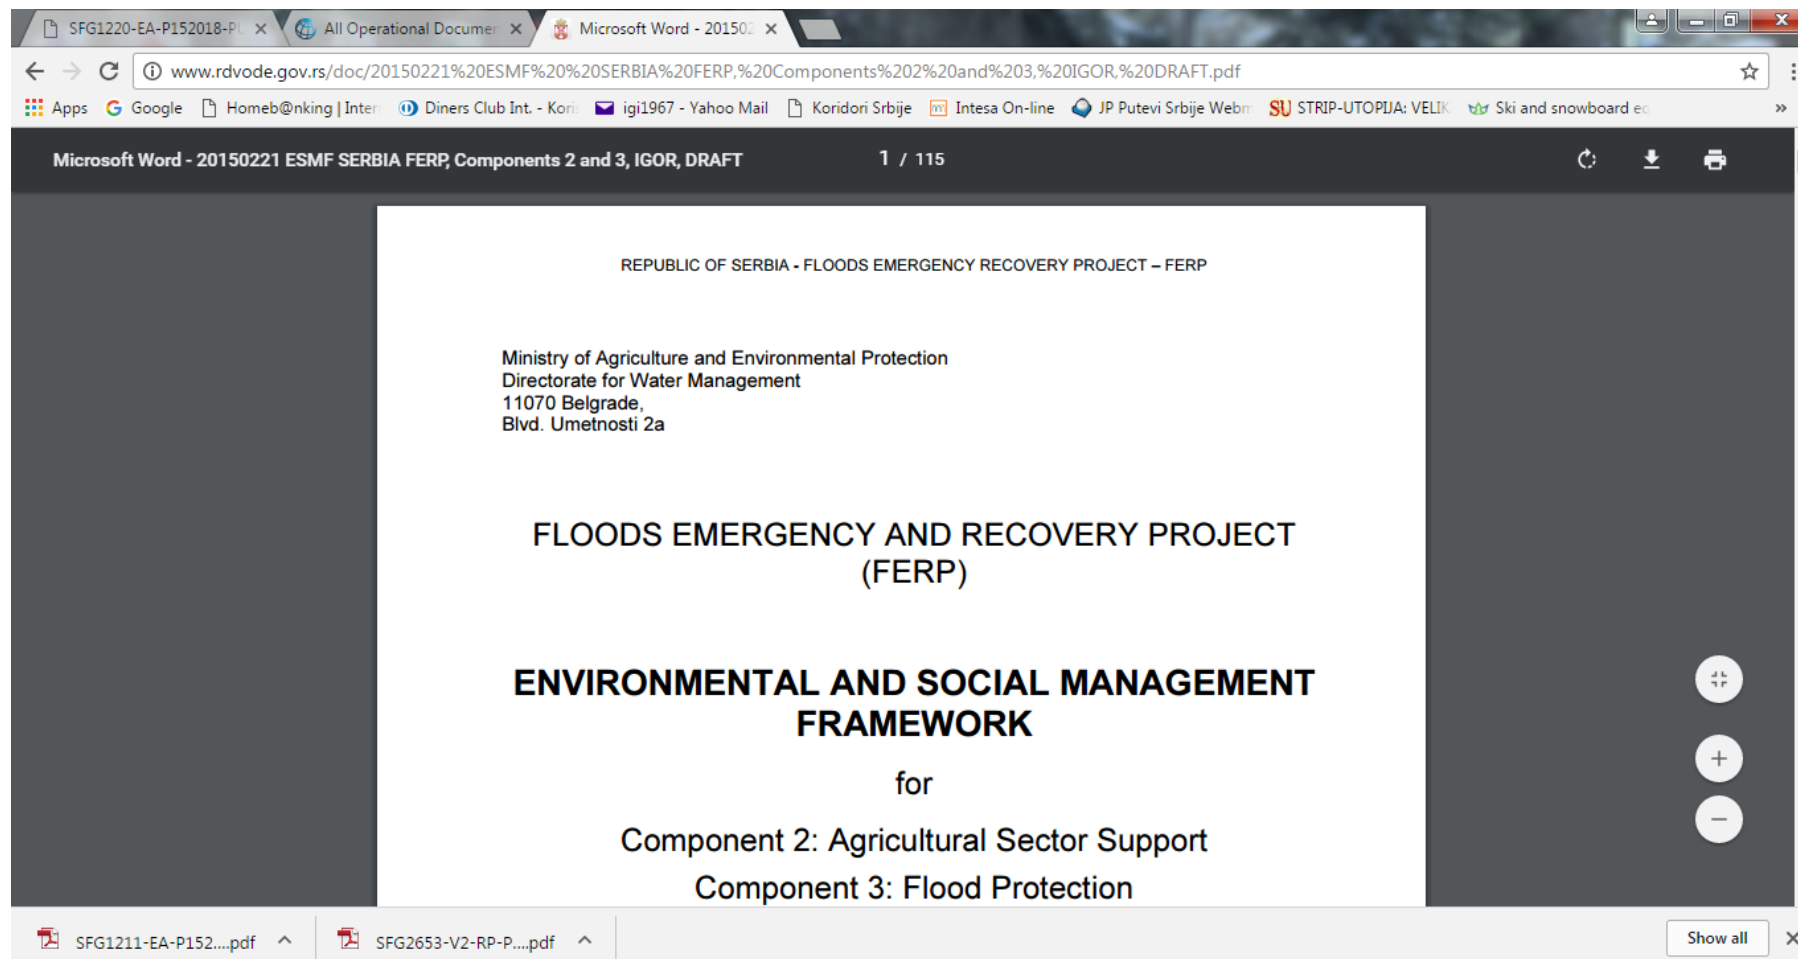 SFG1220-EA-P152018-PU
All Operational Documen
Microsoft Word - 201502
www.rdvode.gov.rs/doc/20150221%20ESMF%20%20SERBIA%20FERP,%20Components%202%20and%203,%20IGOR,%20DRAFT.pdf
Apps Google Homeb@nking | Inter Diners Club Int. - Kori igi1967 - Yahoo Mail Koridori Srbije m Intesa On-line JP Putevi Srbije Webm SU STRIP-UTOPIJA: VELIK Ski and snowboard eq »
Microsoft Word - 20150221 ESMF SERBIA FERP, Components 2 and 3, IGOR, DRAFT 1 / 115
REPUBLIC OF SERBIA - FLOODS EMERGENCY RECOVERY PROJECT – FERP
Ministry of Agriculture and Environmental Protection
Directorate for Water Management
11070 Belgrade,
Blvd. Umetnosti 2a
FLOODS EMERGENCY AND RECOVERY PROJECT
(FERP)
ENVIRONMENTAL AND SOCIAL MANAGEMENT
FRAMEWORK
for
Component 2: Agricultural Sector Support
Component 3: Flood Protection
SFG1211-EA-P152....pdf SFG2653-V2-RP-P....pdf Show all